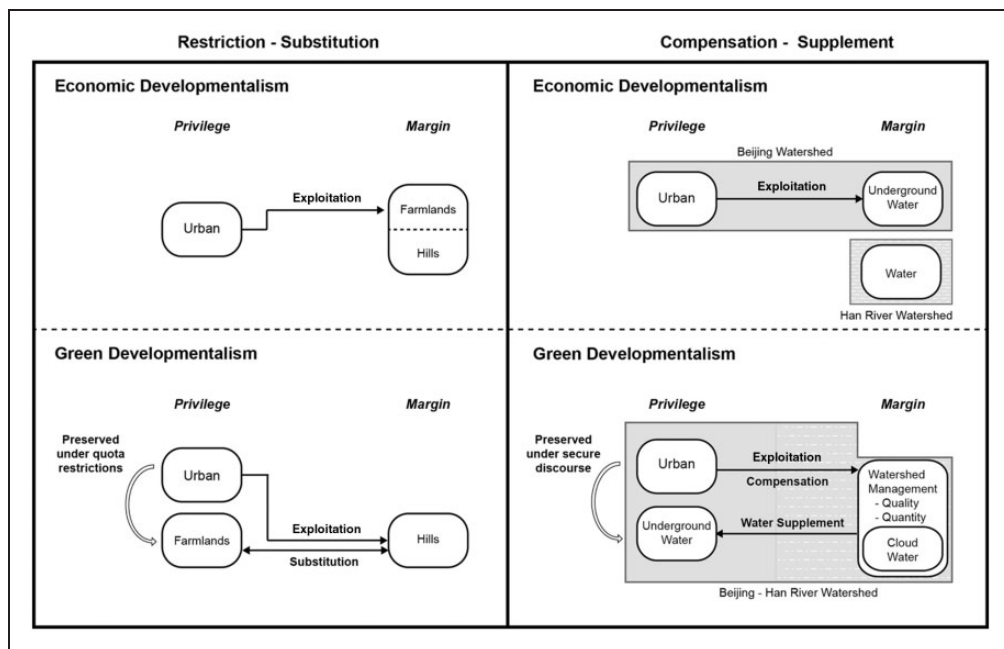 Restriction - Substitution
Compensation - Supplement
Economic Developmentalism
Privilege
Margin
Urban
Exploitation
Farmlands
Hills
Economic Developmentalism
Privilege
Margin
Beijing Watershed
Urban
Exploitation
Underground
Water
Water
Han River Watershed
Green Developmentalism
Privilege
Margin
Preserved
under quota
restrictions
Urban
Farmlands
Exploitation
Substitution
Hills
Green Developmentalism
Privilege
Margin
Preserved
under secure
discourse
Urban
Exploitation
Compensation
Underground
Water
Water Supplement
Watershed
Management
- Quality
- Quantity
Cloud
Water
Beijing - Han River Watershed